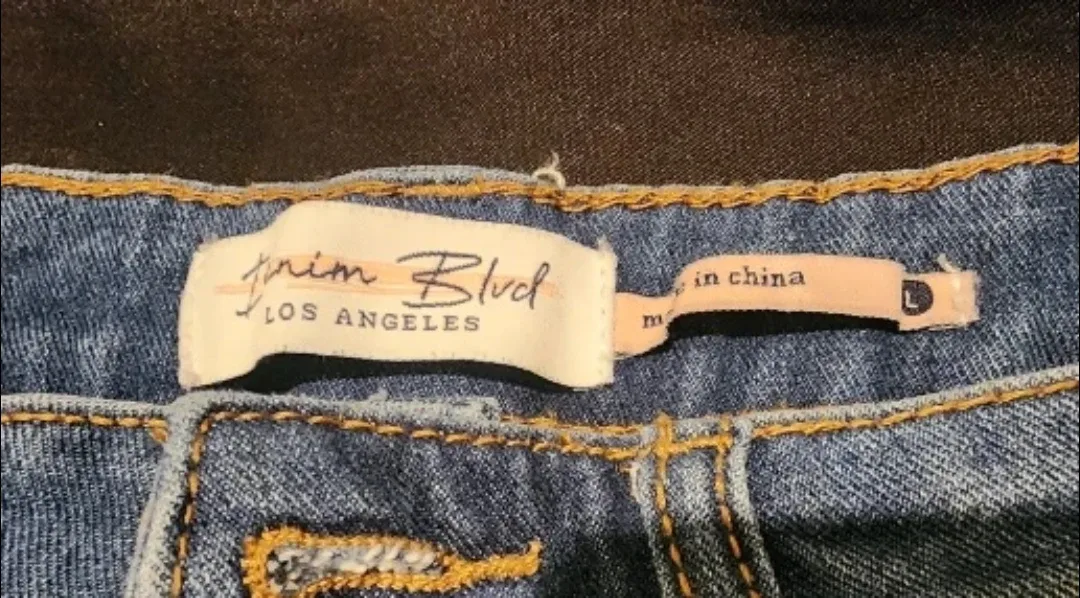 Blvd
LOS ANGELES
in china
L